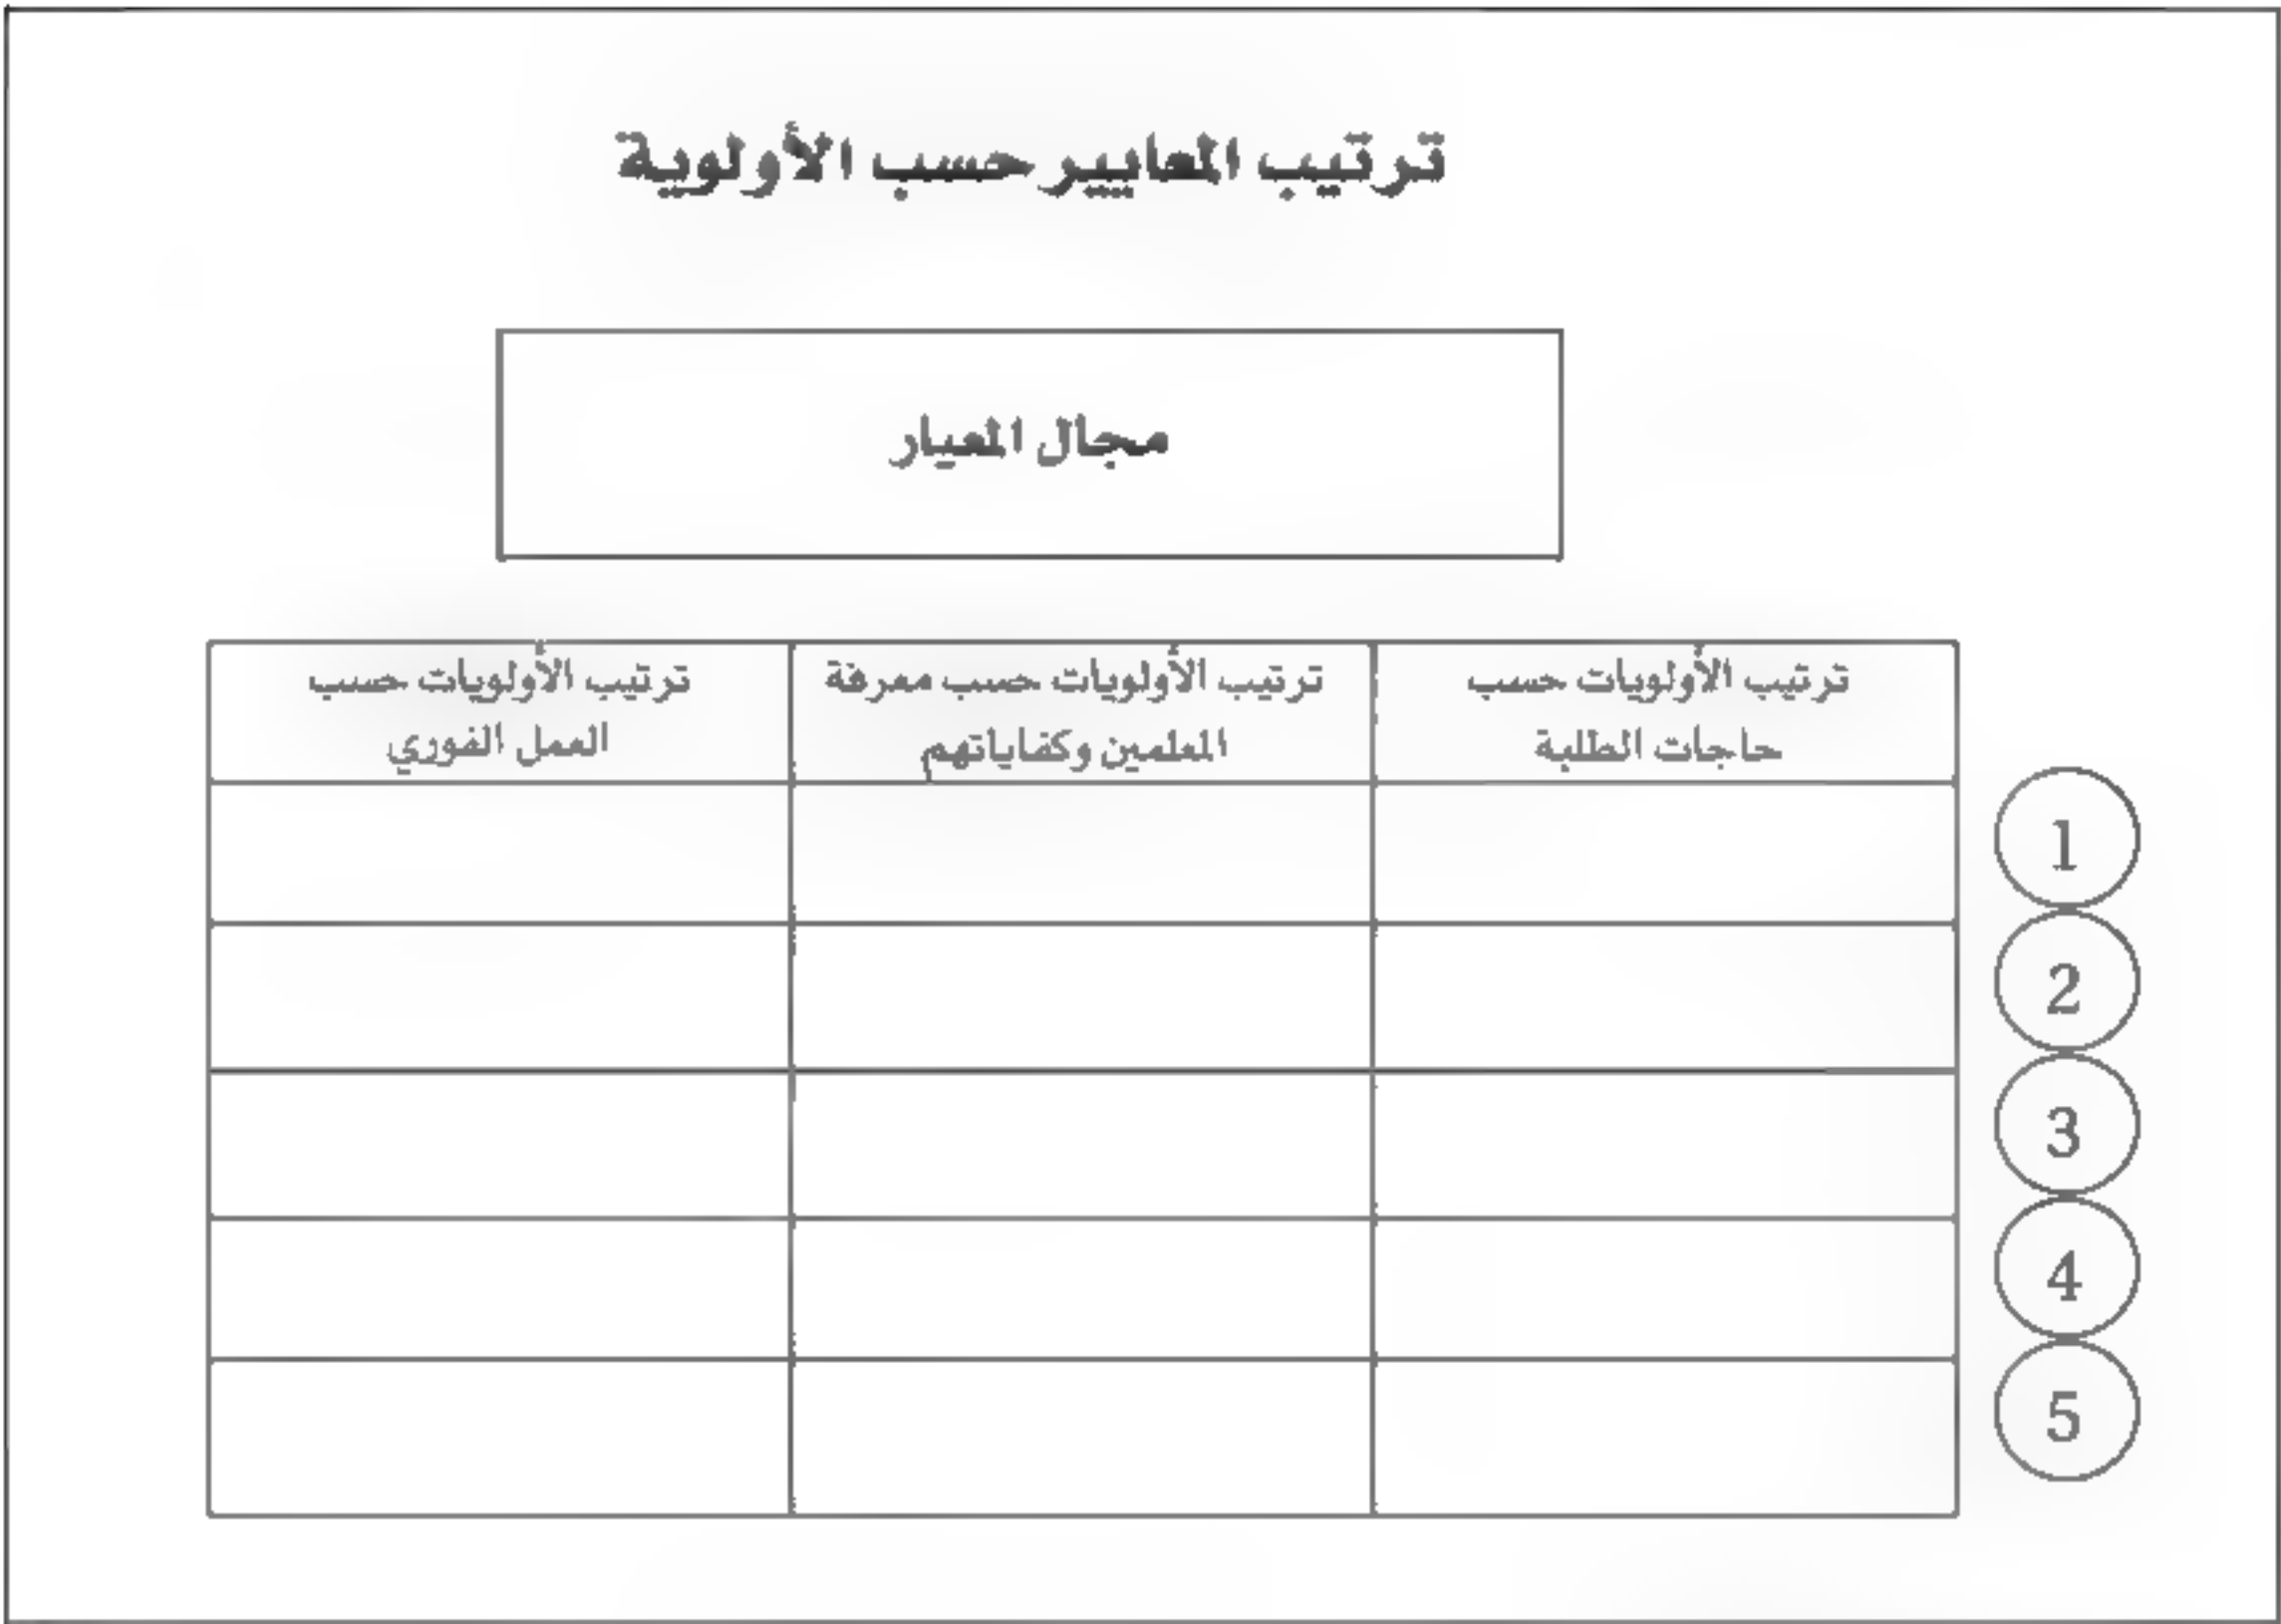 ترتيب المعايير حسب الأولوية
مجال المعيار
ترتيب الأولويات حسب
حاجات الطلبة
ترتيب الأولويات حسب معرفة
المعلمين وكفاياتهم
ترتيب الأولويات حسب
العمل الفوري
1
2
3
4
5